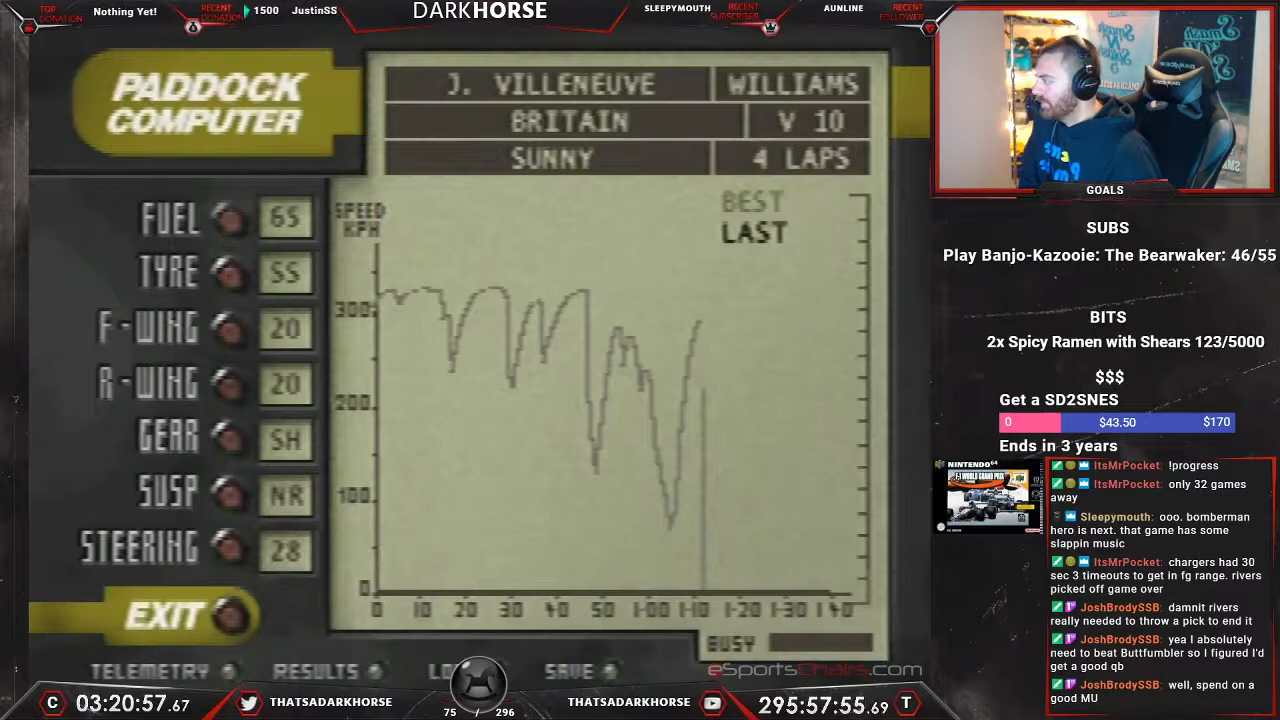 TOP
DONATION
Nothing Yet!
RECENT
DONATION
1500
JustinSS
DARKHORSE
SLEEPYMOUTH
RECENT
SUBSCRIBER
AUNLINE
RECENT
FOLLOWER
PADDOCK
COMPUTER
J. VILLENEUVE
WILLIAMS
BRITAIN
V 10
SUNNY
4 LAPS
FUEL
65
TYRE
SS
F-WING
20
R-WING
20
GEAR
SH
SUSP
NR
STEERING
28
EXIT
SPEED
KPH
BEST
LAST
300
200
100
0
0 10 20 30 40 50 1:00 1:10 1:20 1:30 1:40
BUSY
TELEMETRY
RESULTS
SAVE
eSportsChairs.com
GOALS
SUBS
Play Banjo-Kazooie: The Bearwaker: 46/55
BITS
2x Spicy Ramen with Shears 123/5000
$$$
Get a SD2SNES
0
$43.50
$170
Ends in 3 years
NINTENDO64
WORLD GRAND PRIX
ItsMrPocket: !progress
ItsMrPocket: only 32 games
away
Sleepymouth: ooo. bomberman
hero is next. that game has some
slappin music
ItsMrPocket: chargers had 30
sec 3 timeouts to get in fg range. rivers
picked off game over
JoshBrodySSB: damnit rivers
really needed to throw a pick to end it
JoshBrodySSB: yea I absolutely
need to beat Buttfumbler so I figured I'd
get a good qb
JoshBrodySSB: well, spend on a
good MU
C
03:20:57.67
THATSADARKHORSE
75 / 296
THATSADARKHORSE
295:57:55.69
T